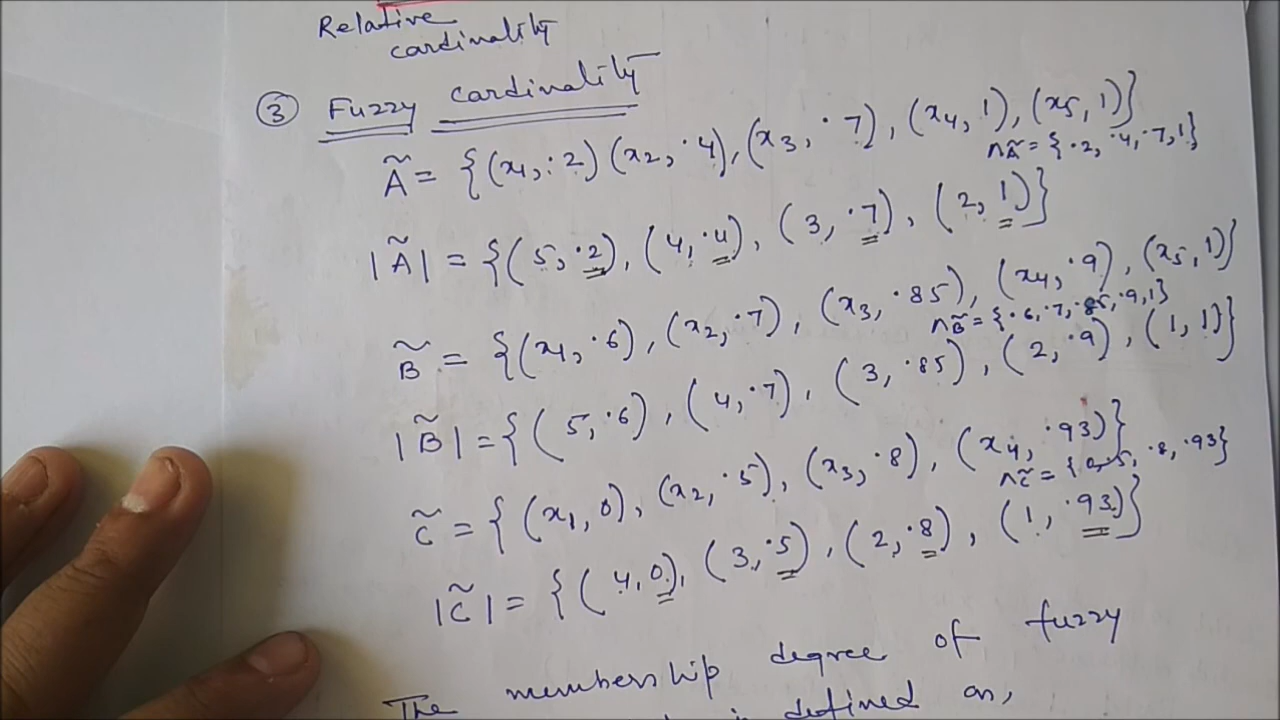 Relative
cardinality
③ Fuzzy cardinality
Ã = {(x1, .2) (x2, .4), (x3, .7), (x4, 1), (x5, 1)}
∧Ã = {.2, .4, .7, 1}
|Ã| = {(5, .2), (4, .4), (3, .7), (2, 1)}
B̃ = {(x1, .6), (x2, .7), (x3, .85), (x4, .9), (x5, 1)}
∧B̃ = {.6, .7, .85, .9, 1}
|B̃| = {(5, .6), (4, .7), (3, .85), (2, .9), (1, 1)}
C̃ = {(x1, 0), (x2, .5), (x3, .8), (x4, .93)}
∧C̃ = {0, .5, .8, .93}
|C̃| = {(4, 0), (3, .5), (2, .8), (1, .93)}
The membership degree of fuzzy
is defined as,